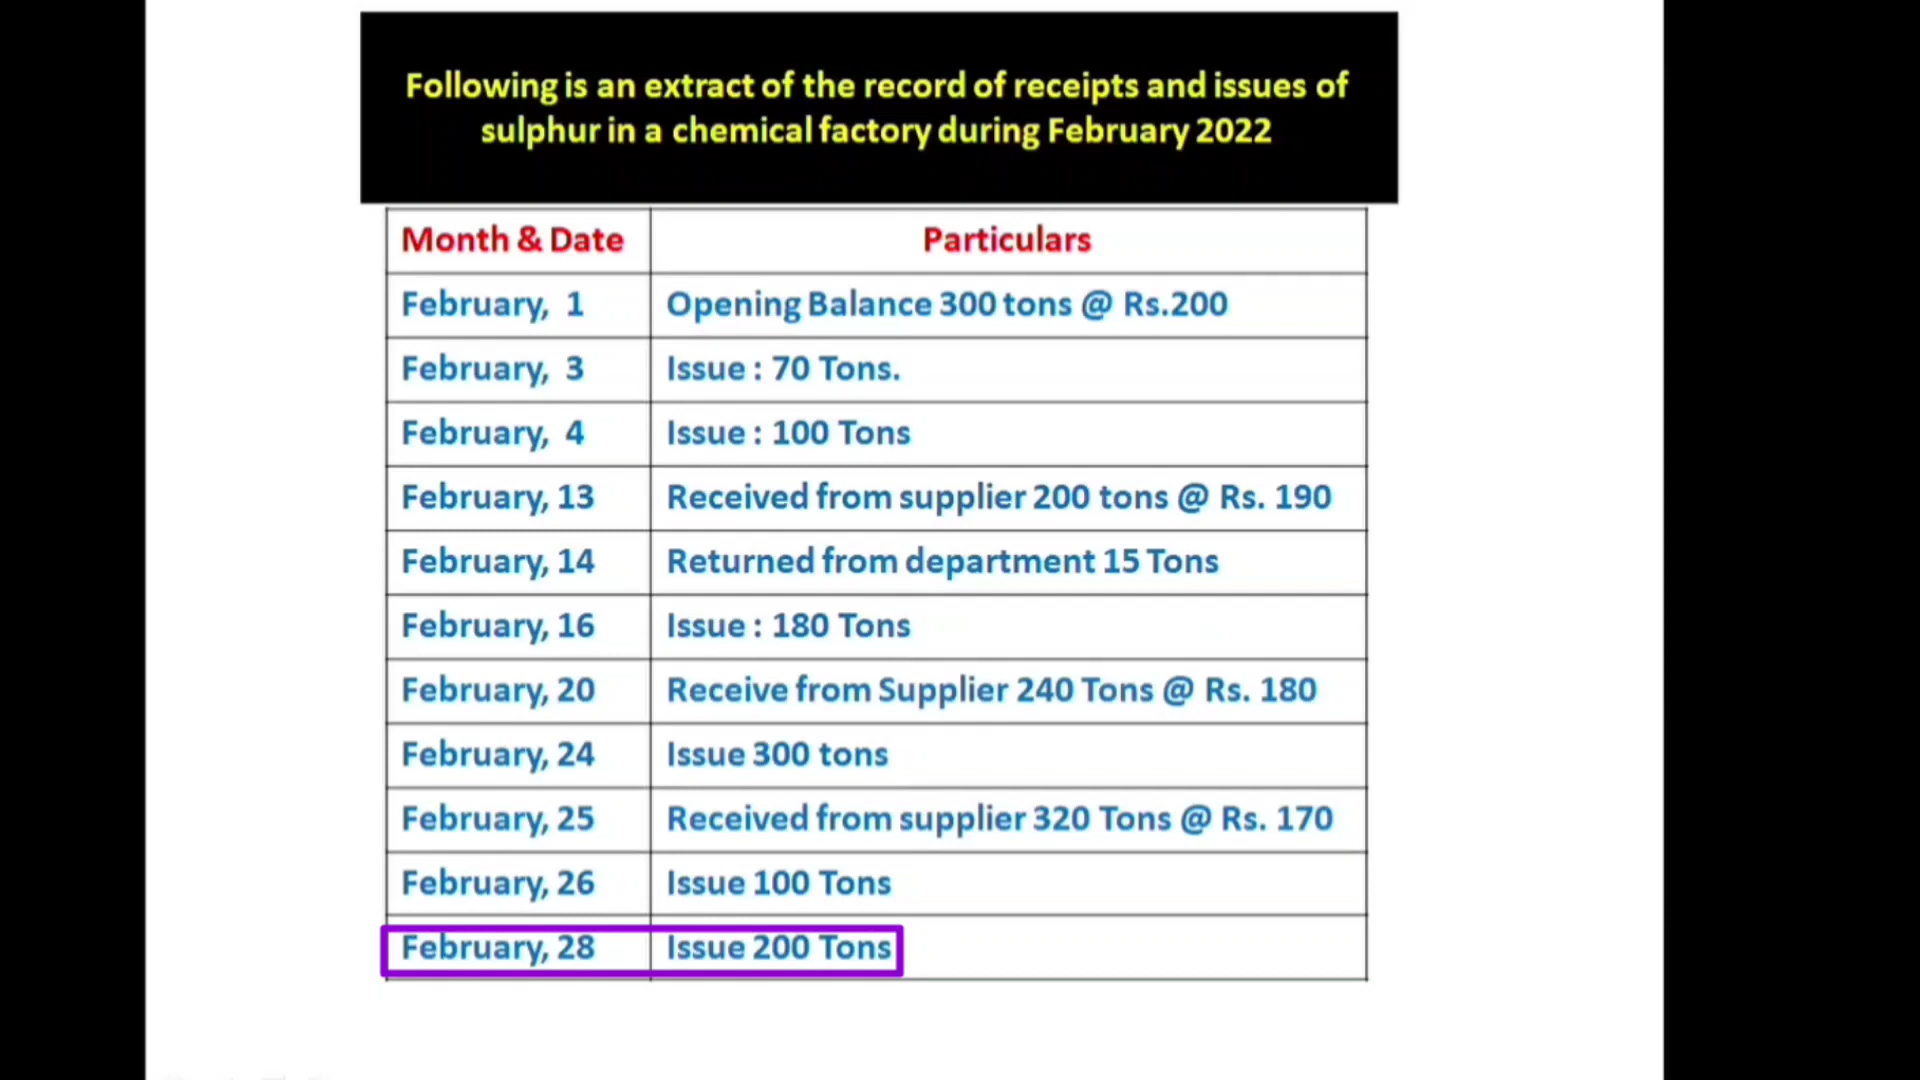 Following is an extract of the record of receipts and issues of
sulphur in a chemical factory during February 2022
Month & Date Particulars
February, 1 Opening Balance 300 tons @ Rs.200
February, 3 Issue : 70 Tons.
February, 4 Issue : 100 Tons
February, 13 Received from supplier 200 tons @ Rs. 190
February, 14 Returned from department 15 Tons
February, 16 Issue : 180 Tons
February, 20 Receive from Supplier 240 Tons @ Rs. 180
February, 24 Issue 300 tons
February, 25 Received from supplier 320 Tons @ Rs. 170
February, 26 Issue 100 Tons
February, 28 Issue 200 Tons